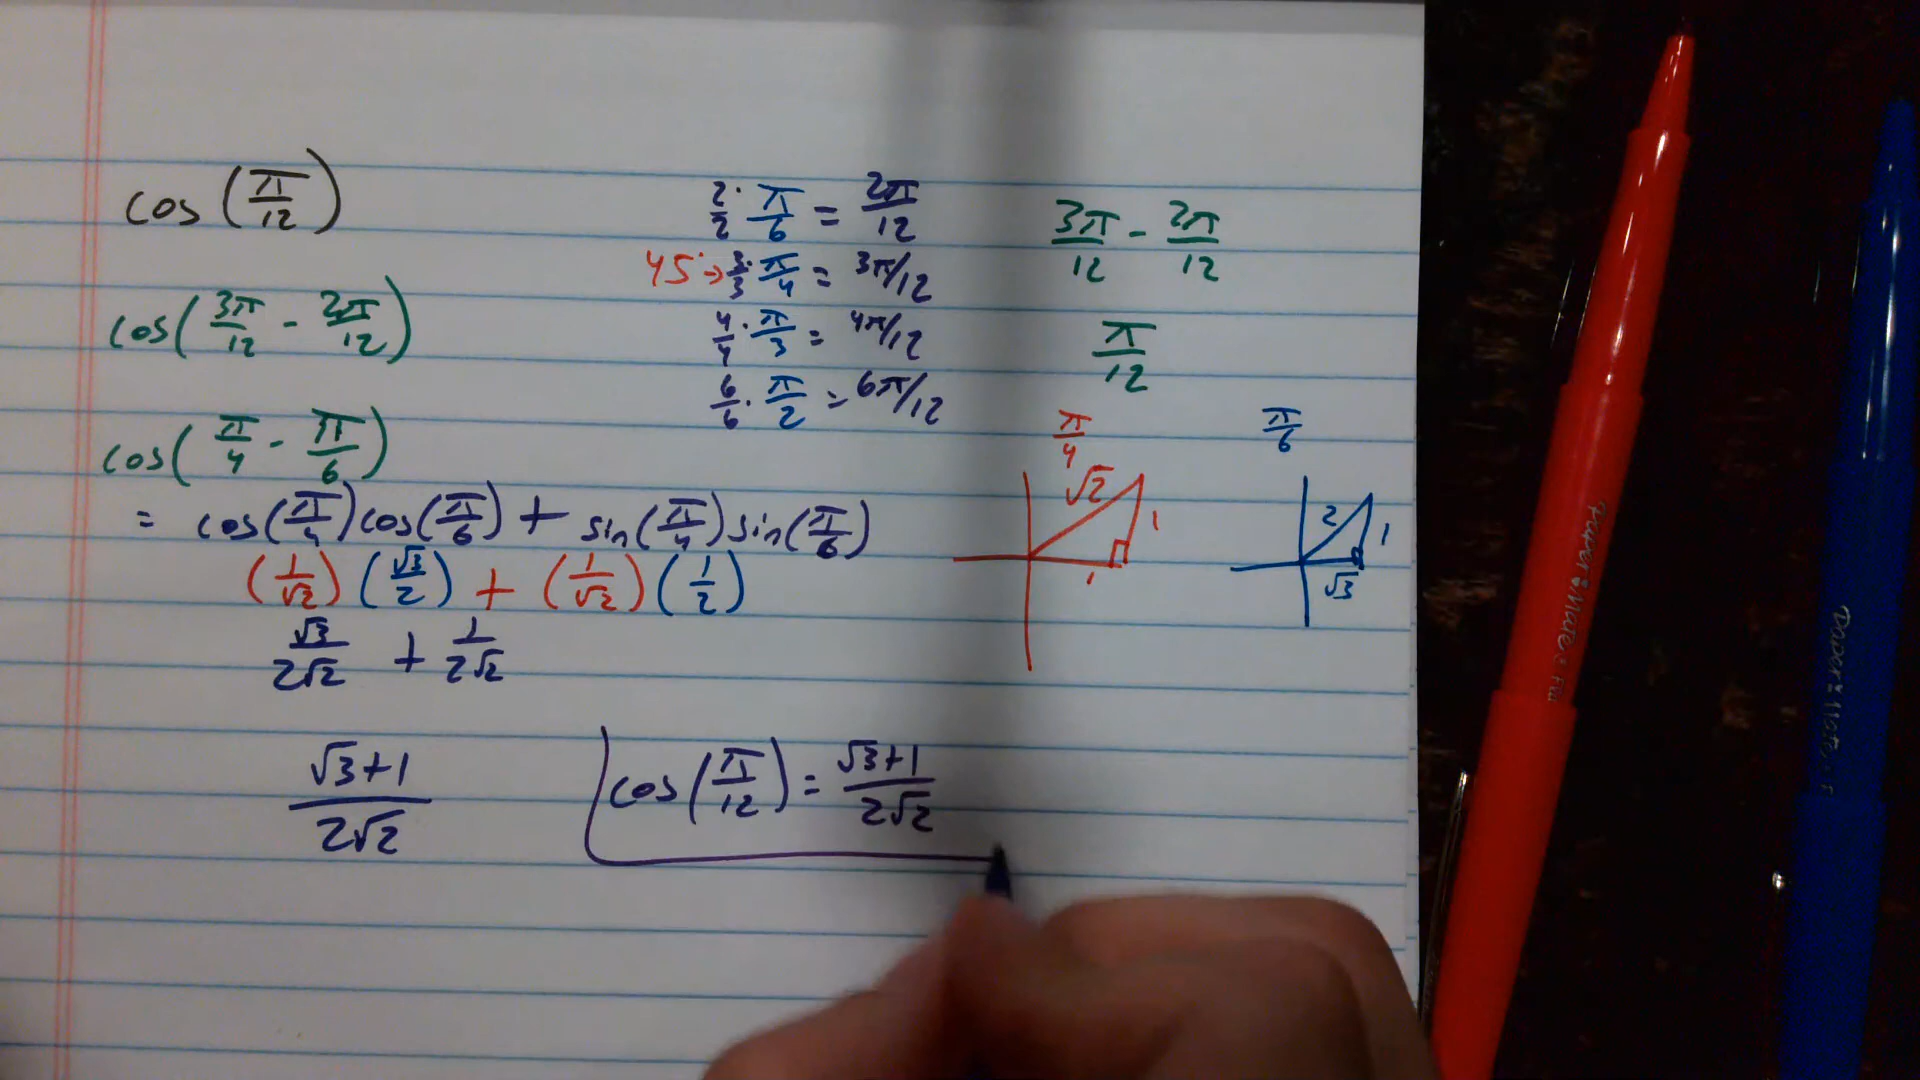 cos(π/12)
cos(3π/12 - 2π/12)
cos(π/4 - π/6)
= cos(π/4)cos(π/6) + sin(π/4)sin(π/6)
(1/√2)(√3/2) + (1/√2)(1/2)
√3/2√2 + 1/2√2
√3+1/2√2
cos(π/12) = √3+1/2√2
2/2 · π/6 = 2π/12
45° → 3/3 · π/4 = 3π/12
4/4 · π/3 = 4π/12
6/6 · π/2 = 6π/12
3π/12 - 2π/12
π/12
π/4
√2
1
1
π/6
2
1
√3
Paper:Mate
Paper:Mate